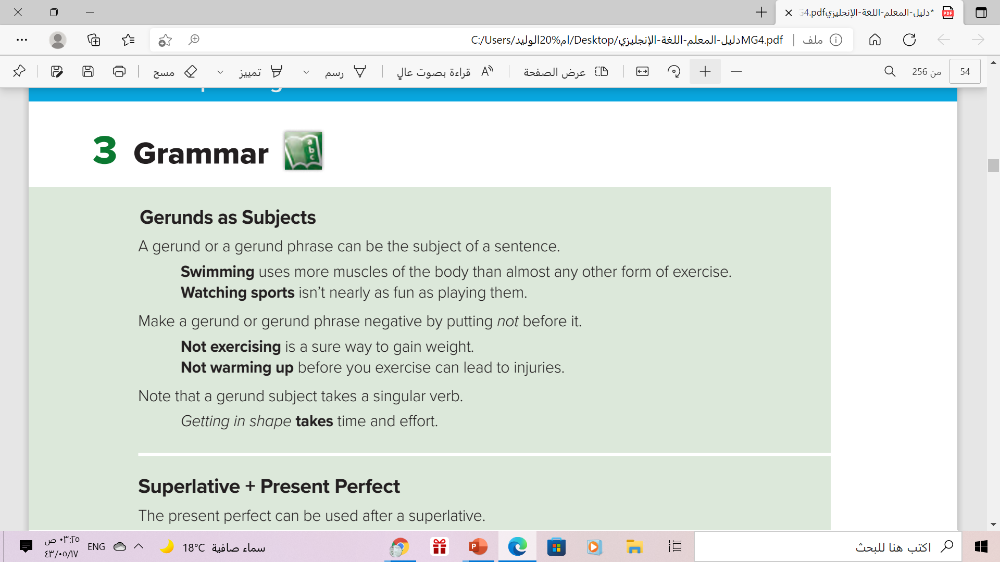 *دليل-المعلم-اللغة-الإنجليزيG4.pdf
ملف
C:/Users/ام%20الوليد/Desktop/دليل-المعلم-اللغة-الإنجليزيMG4.pdf
54
من 256
عرض الصفحة
قراءة بصوت عالٍ
رسم
تمييز
مسح
3 Grammar
abc
Gerunds as Subjects
A gerund or a gerund phrase can be the subject of a sentence.
Swimming uses more muscles of the body than almost any other form of exercise.
Watching sports isn’t nearly as fun as playing them.
Make a gerund or gerund phrase negative by putting not before it.
Not exercising is a sure way to gain weight.
Not warming up before you exercise can lead to injuries.
Note that a gerund subject takes a singular verb.
Getting in shape takes time and effort.
Superlative + Present Perfect
The present perfect can be used after a superlative.
اكتب هنا للبحث
18°C سماء صافية
ENG
٠٣:٢٥ ص
٤٣/٠٥/١٧